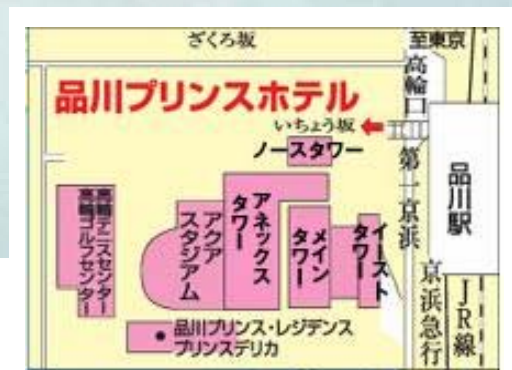 ざくろ坂
至東京
高輪口
品川プリンスホテル
いちょう坂
ノースタワー
第一京浜
品川駅
アネックス
タワー
アクア
スタジアム
メイン
タワー
イースト
タワー
高輪テニスセンター
高輪ゴルフセンター
京浜急行
JR線
品川プリンス・レジデンス
プリンスデリカ